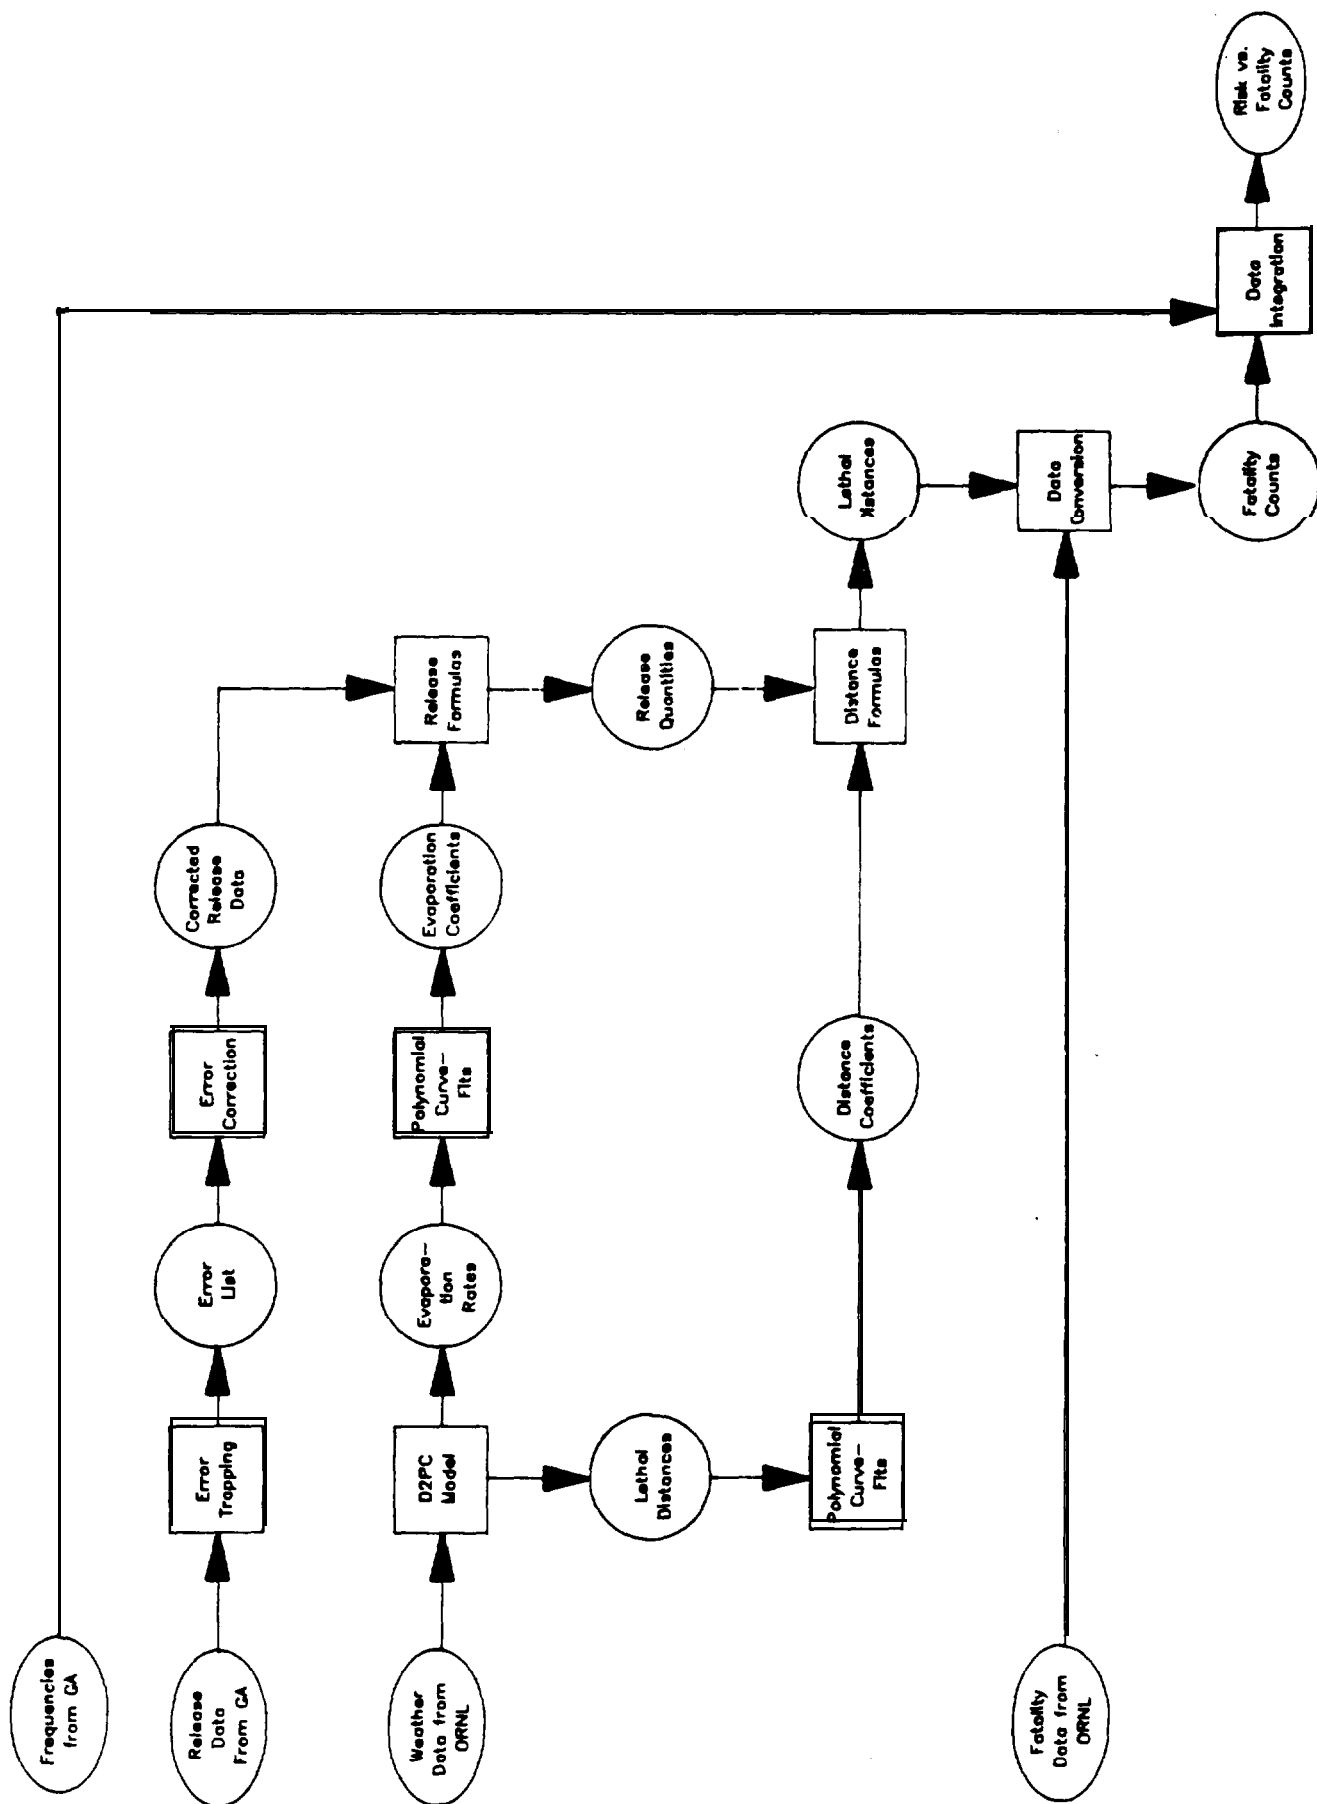 Frequencies
from GA
Release
Data
From GA
Error
Trapping
Error
List
Error
Correction
Corrected
Release
Data
Weather
Data from
ORNL
D2PC
Model
Evapora-
tion
Rates
Polynomial
Curve-
Fits
Evaporation
Coefficients
Release
Formulas
Lethal
Distances
Release
Quantities
Polynomial
Curve-
Fits
Distance
Coefficients
Distance
Formulas
Lethal
Distances
Fatality
Data from
ORNL
Data
Conversion
Fatality
Counts
Data
Integration
Risk vs.
Fatality
Counts